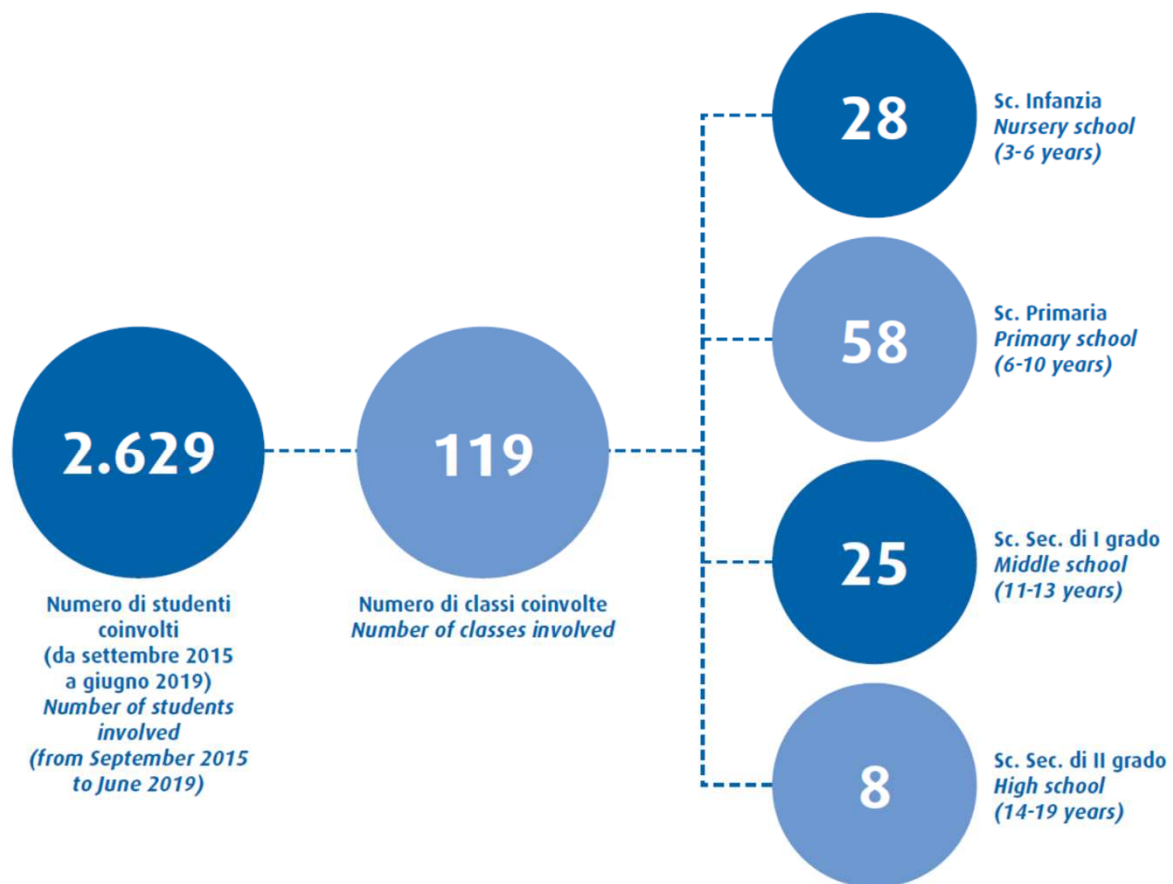 2.629
Numero di studenti
coinvolti
(da settembre 2015
a giugno 2019)
Number of students
involved
(from September 2015
to June 2019)
119
Numero di classi coinvolte
Number of classes involved
28
Sc. Infanzia
Nursery school
(3-6 years)
58
Sc. Primaria
Primary school
(6-10 years)
25
Sc. Sec. di I grado
Middle school
(11-13 years)
8
Sc. Sec. di II grado
High school
(14-19 years)